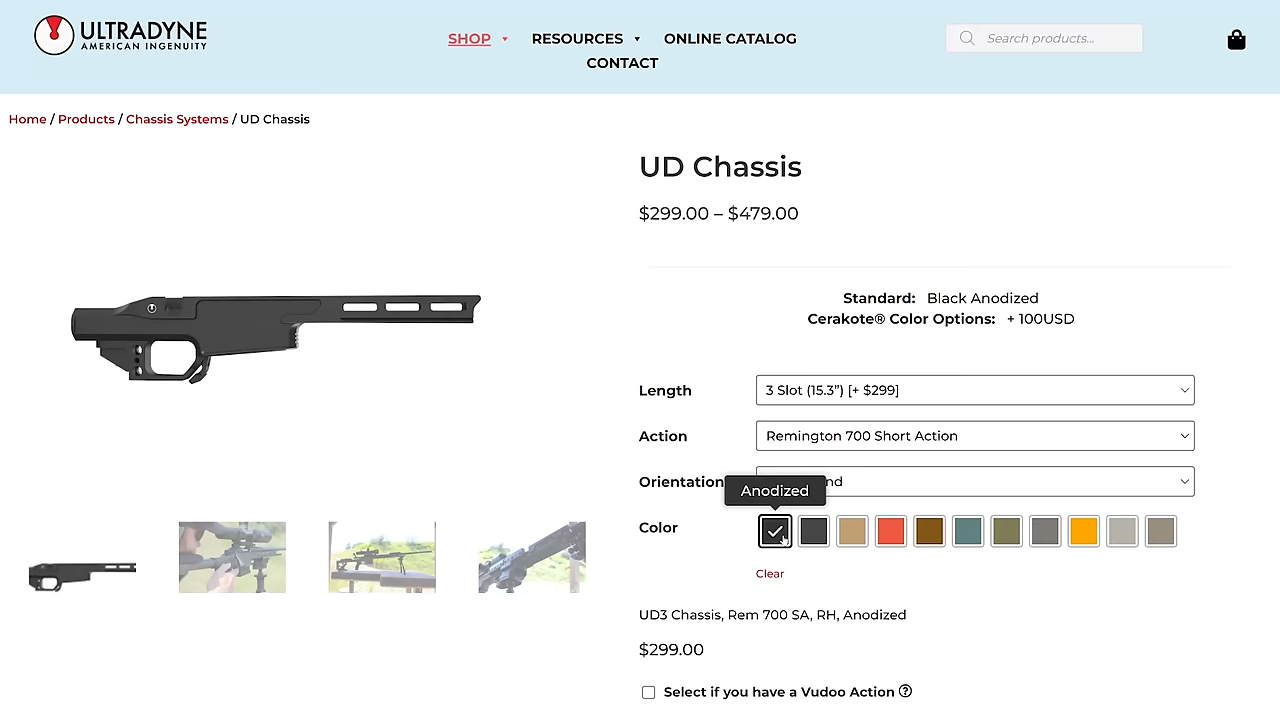 ULTRADYNE
AMERICAN INGENUITY
SHOP
RESOURCES
ONLINE CATALOG
CONTACT
Search products...
Home / Products / Chassis Systems / UD Chassis
UD Chassis
$299.00 – $479.00
Standard: Black Anodized
Cerakote® Color Options: + 100USD
Length
3 Slot (15.3”) [+ $299]
Action
Remington 700 Short Action
Orientation
nd
Anodized
Color
Clear
UD3 Chassis, Rem 700 SA, RH, Anodized
$299.00
Select if you have a Vudoo Action ?